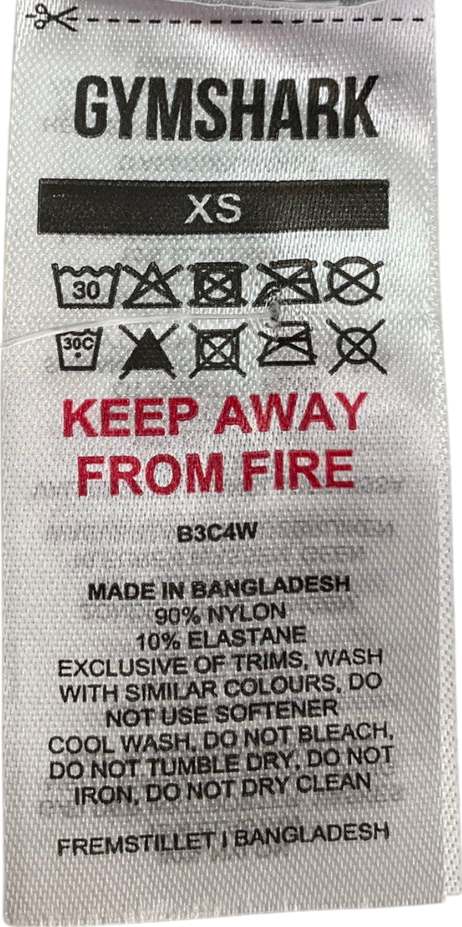 GYMSHARK
XS
30
30C
KEEP AWAY
FROM FIRE
B3C4W
MADE IN BANGLADESH
90% NYLON
10% ELASTANE
EXCLUSIVE OF TRIMS, WASH
WITH SIMILAR COLOURS, DO
NOT USE SOFTENER
COOL WASH, DO NOT BLEACH,
DO NOT TUMBLE DRY, DO NOT
IRON, DO NOT DRY CLEAN
FREMSTILLET I BANGLADESH